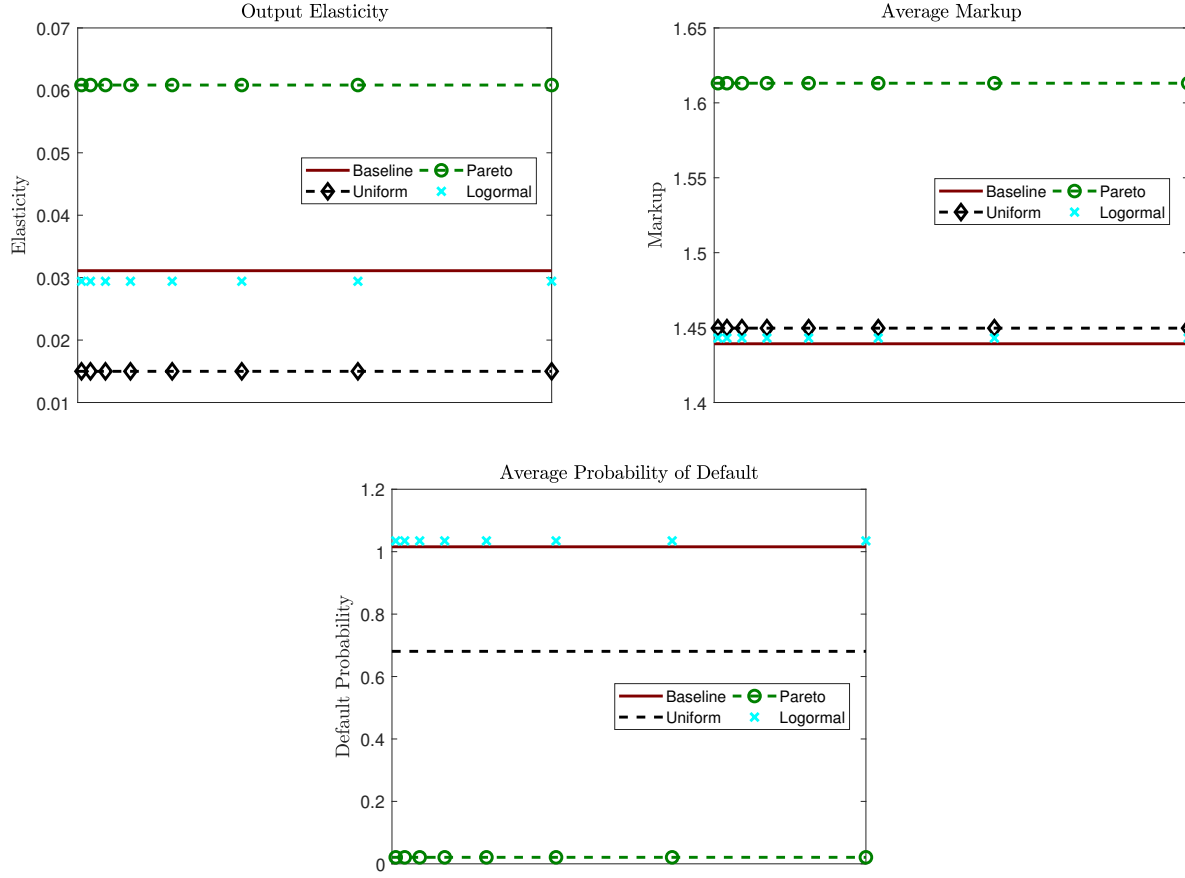 Output Elasticity
0.07
0.06
0.05
0.04
0.03
0.02
0.01
Elasticity
Baseline Pareto
Uniform Logormal
Average Markup
1.65
1.6
1.55
1.5
1.45
1.4
Markup
Baseline Pareto
Uniform Logormal
Average Probability of Default
1.2
1
0.8
0.6
0.4
0.2
0
Default Probability
Baseline Pareto
Uniform Logormal